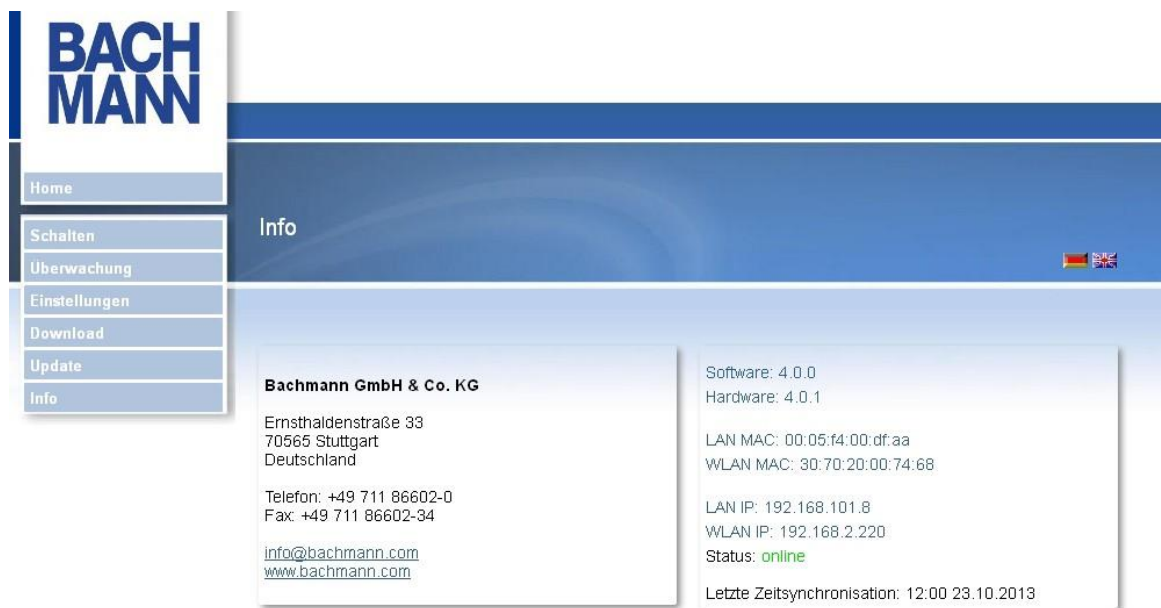 BACH
MANN
Home
Schalten
Überwachung
Einstellungen
Download
Update
Info
Info
Bachmann GmbH & Co. KG
Ernsthaldenstraße 33
70565 Stuttgart
Deutschland
Telefon: +49 711 86602-0
Fax: +49 711 86602-34
info@bachmann.com
www.bachmann.com
Software: 4.0.0
Hardware: 4.0.1
LAN MAC: 00:05:f4:00:df:aa
WLAN MAC: 30:70:20:00:74:68
LAN IP: 192.168.101.8
WLAN IP: 192.168.2.220
Status: online
Letzte Zeitsynchronisation: 12:00 23.10.2013